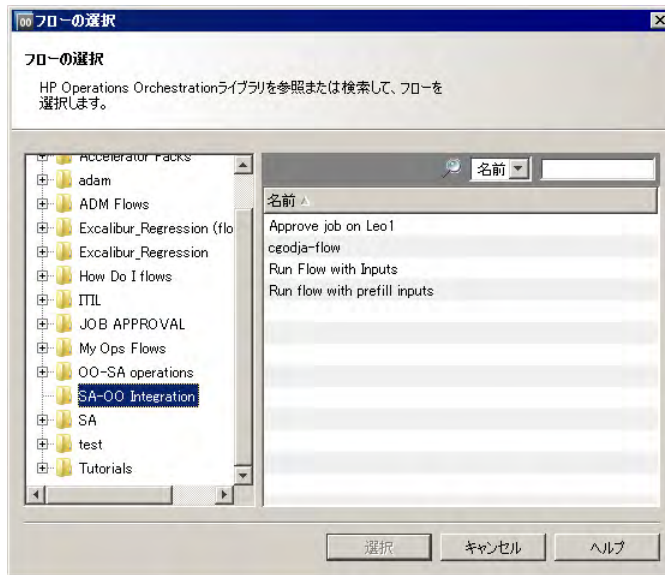 oo フローの選択
フローの選択
HP Operations Orchestrationライブラリを参照または検索して、フローを
選択します。
名前
Accelerator Packs
adam
ADM Flows
Excalibur_Regression (flo
Excalibur_Regression
How Do I flows
ITIL
JOB APPROVAL
My Ops Flows
OO-SA operations
SA-OO Integration
SA
test
Tutorials
名前
Approve job on Leo1
cgodja-flow
Run Flow with Inputs
Run flow with prefill inputs
選択
キャンセル
ヘルプ